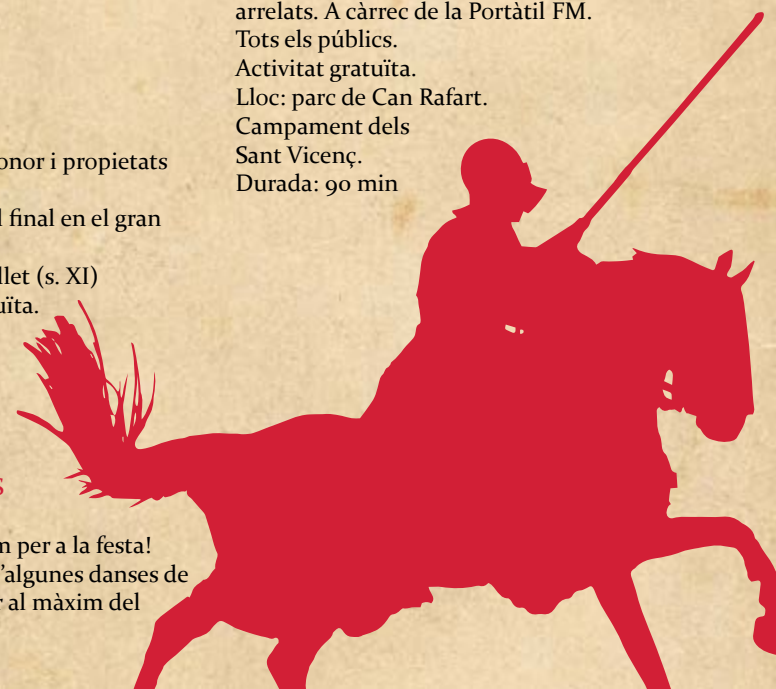 arrelats. A càrrec de la Portàtil FM.
Tots els públics.
Activitat gratuïta.
Lloc: parc de Can Rafart.
Campament dels
Sant Vicenç.
Durada: 90 min
onor i propietats
l final en el gran
llet (s. XI)
uïta.
s
m per a la festa!
d'algunes danses de
r al màxim del